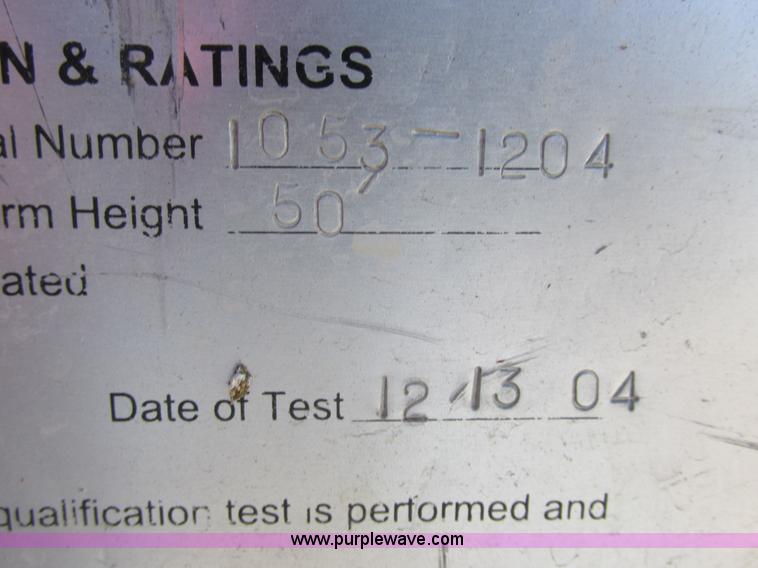 N & RATINGS
al Number 1053-1204
rm Height 50'
ated
Date of Test 12-13 04
qualification test is performed and
www.purplewave.com